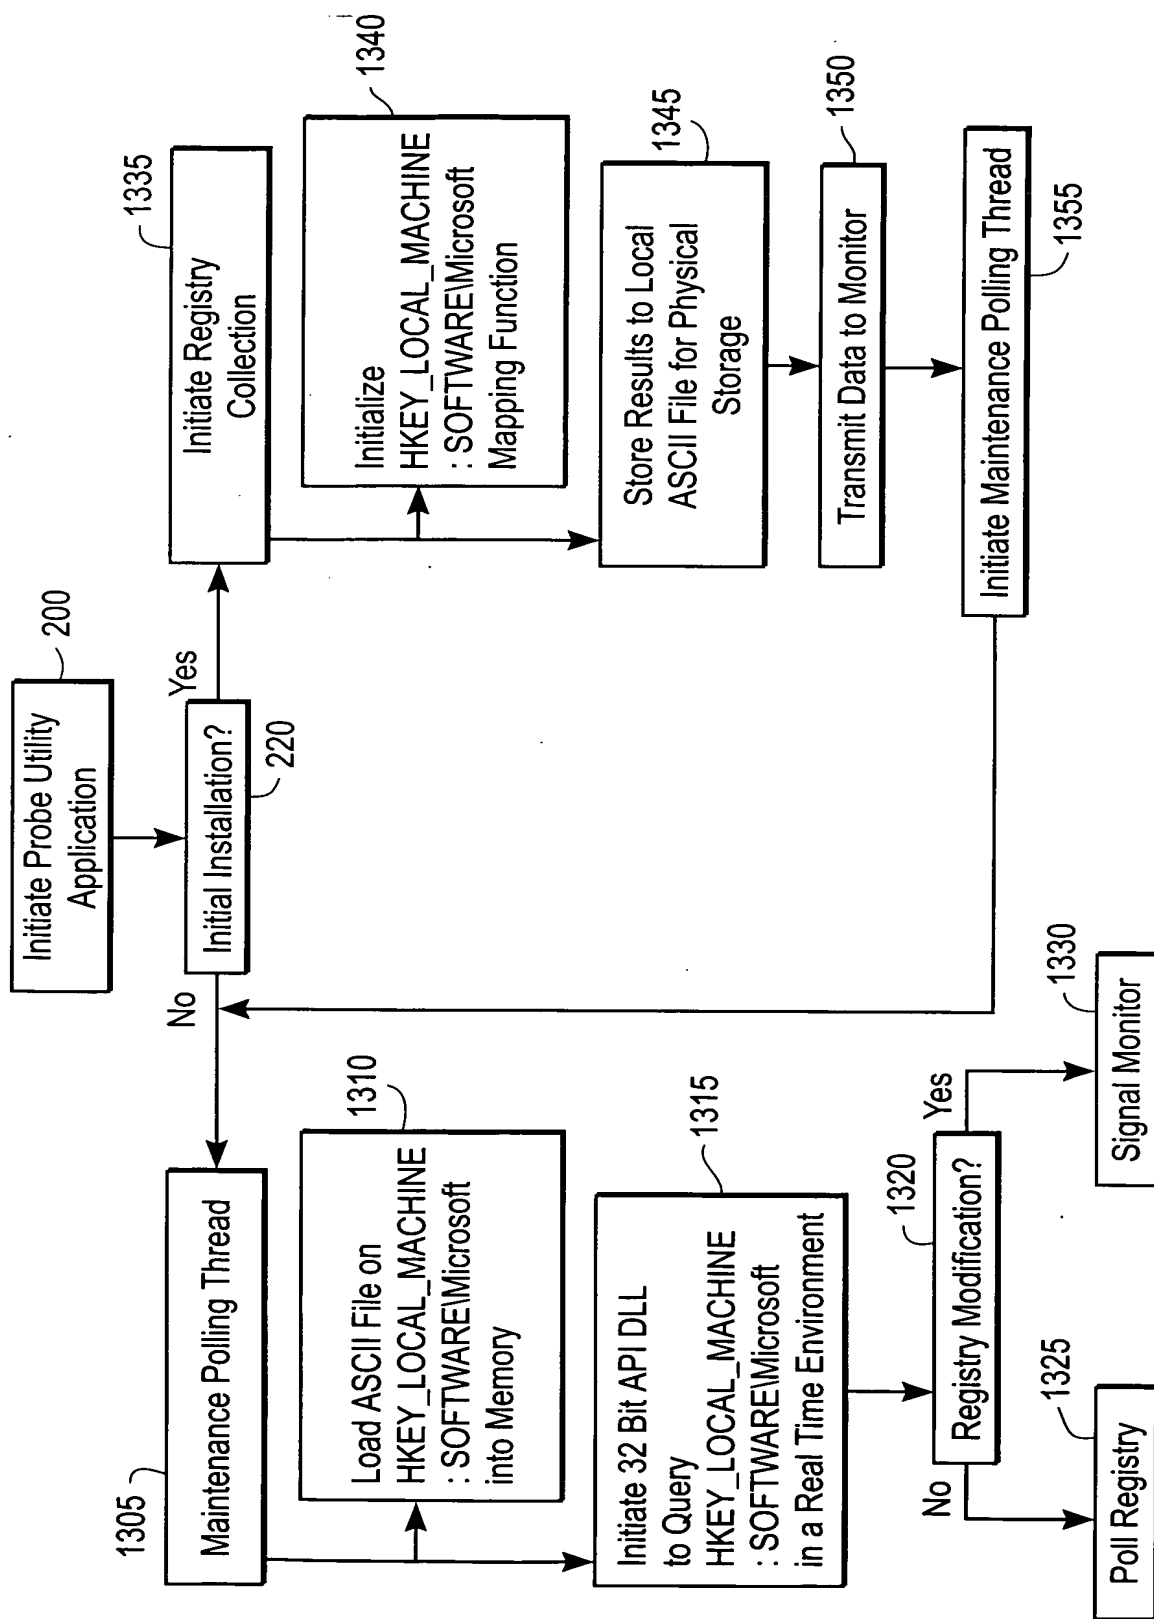 Initiate Probe Utility
Application
200
Initial Installation?
220
No
Yes
Maintenance Polling Thread
1305
Load ASCII File on
HKEY_LOCAL_MACHINE
: SOFTWARE\Microsoft
into Memory
1310
Initiate 32 Bit API DLL
to Query
HKEY_LOCAL_MACHINE
: SOFTWARE\Microsoft
in a Real Time Environment
1315
Registry Modification?
1320
No
Yes
Poll Registry
1325
Signal Monitor
1330
Initiate Registry
Collection
1335
Initialize
HKEY_LOCAL_MACHINE
: SOFTWARE\Microsoft
Mapping Function
1340
Store Results to Local
ASCII File for Physical
Storage
1345
Transmit Data to Monitor
1350
Initiate Maintenance Polling Thread
1355